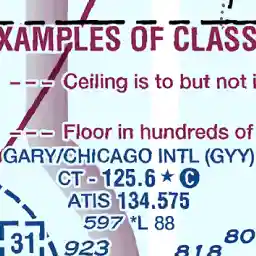 EXAMPLES OF CLASS
--- Ceiling is to but not i
--- Floor in hundreds of
GARY/CHICAGO INTL (GYY)
CT - 125.6 ★ Ⓒ
ATIS 134.575
597 *L 88
31 923 818 80